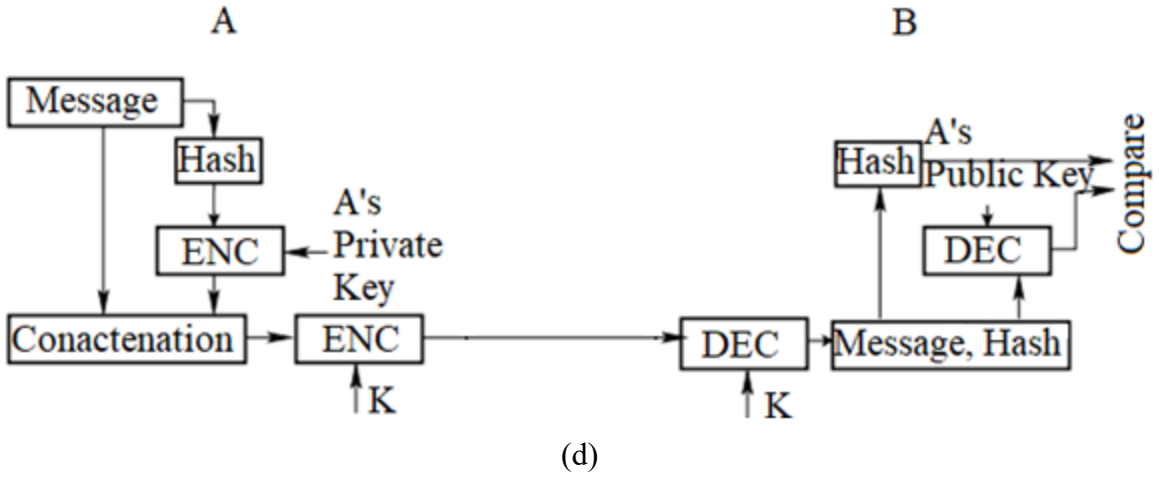 A
B
Message
Hash
ENC
A's
Private
Key
Conactenation
ENC
K
DEC
K
Message, Hash
Hash
A's
Public Key
DEC
Compare
(d)